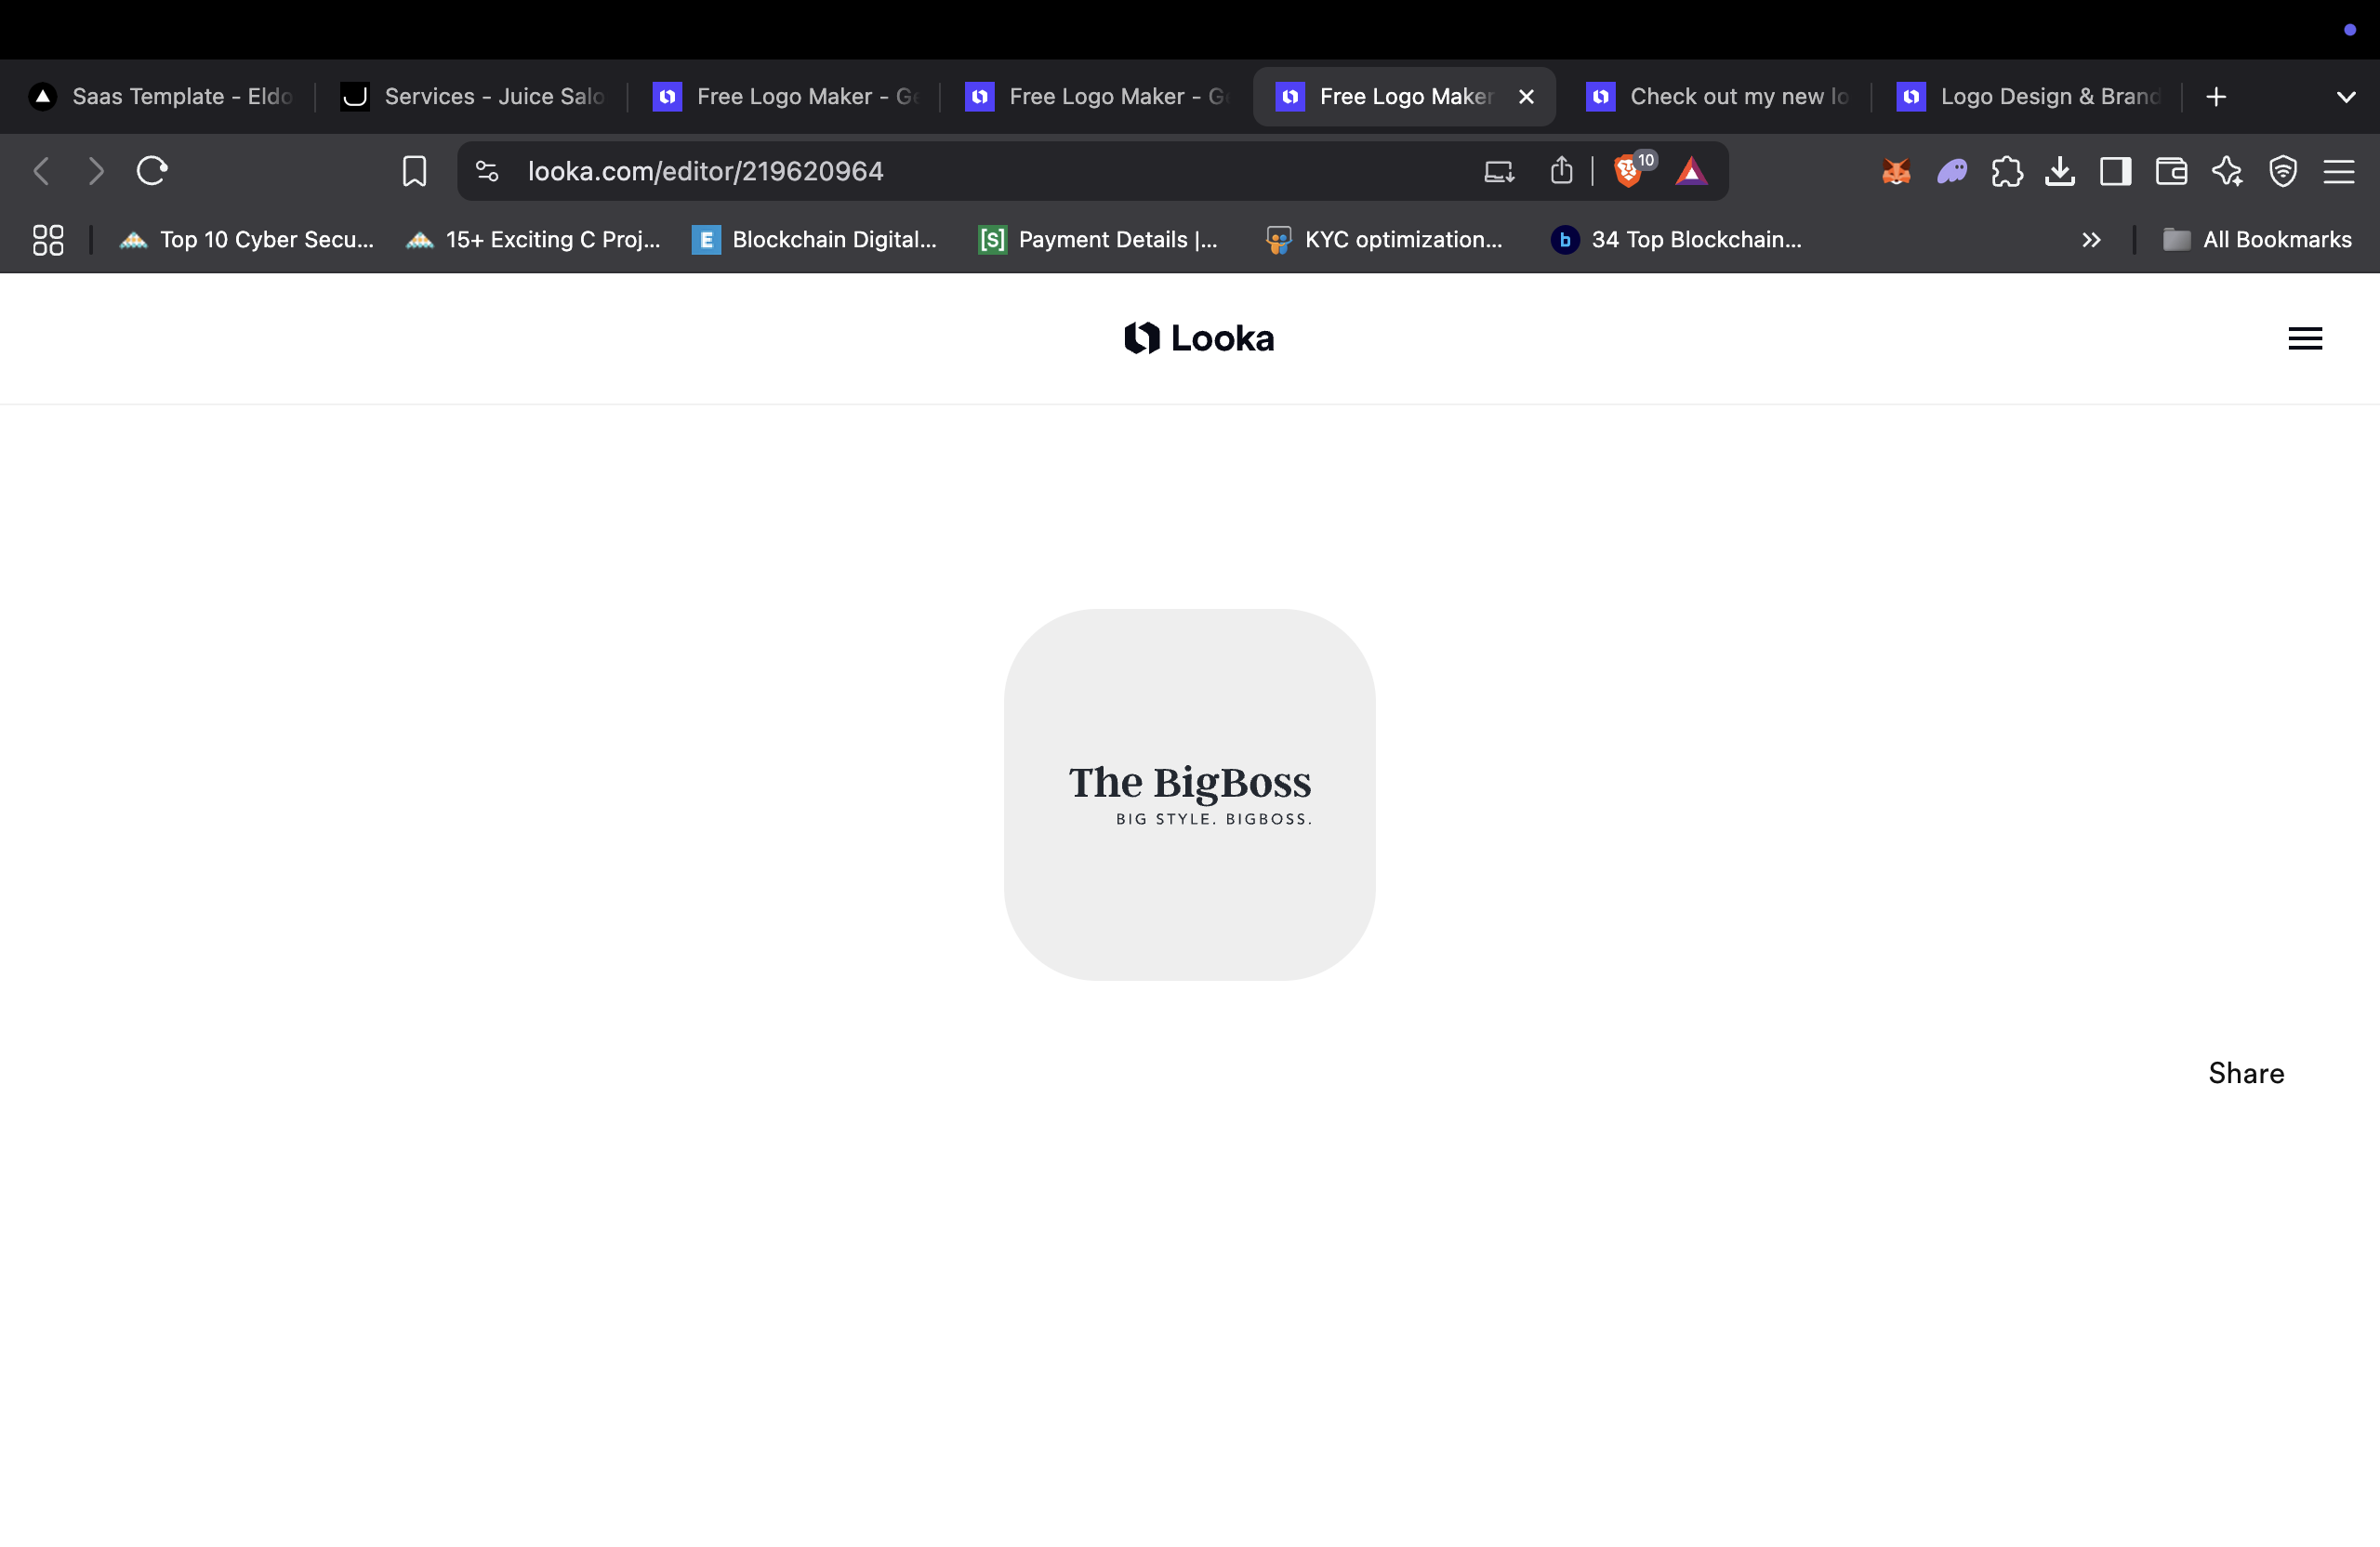 Saas Template - Eldo
Services - Juice Salo
Free Logo Maker - Ge
Free Logo Maker - G
Free Logo Maker
Check out my new lo
Logo Design & Brand
looka.com/editor/219620964
10
Top 10 Cyber Secu...
15+ Exciting C Proj...
E
Blockchain Digital...
[S]
Payment Details |...
KYC optimization...
b
34 Top Blockchain...
All Bookmarks
Looka
The BigBoss
BIG STYLE. BIGBOSS.
Share